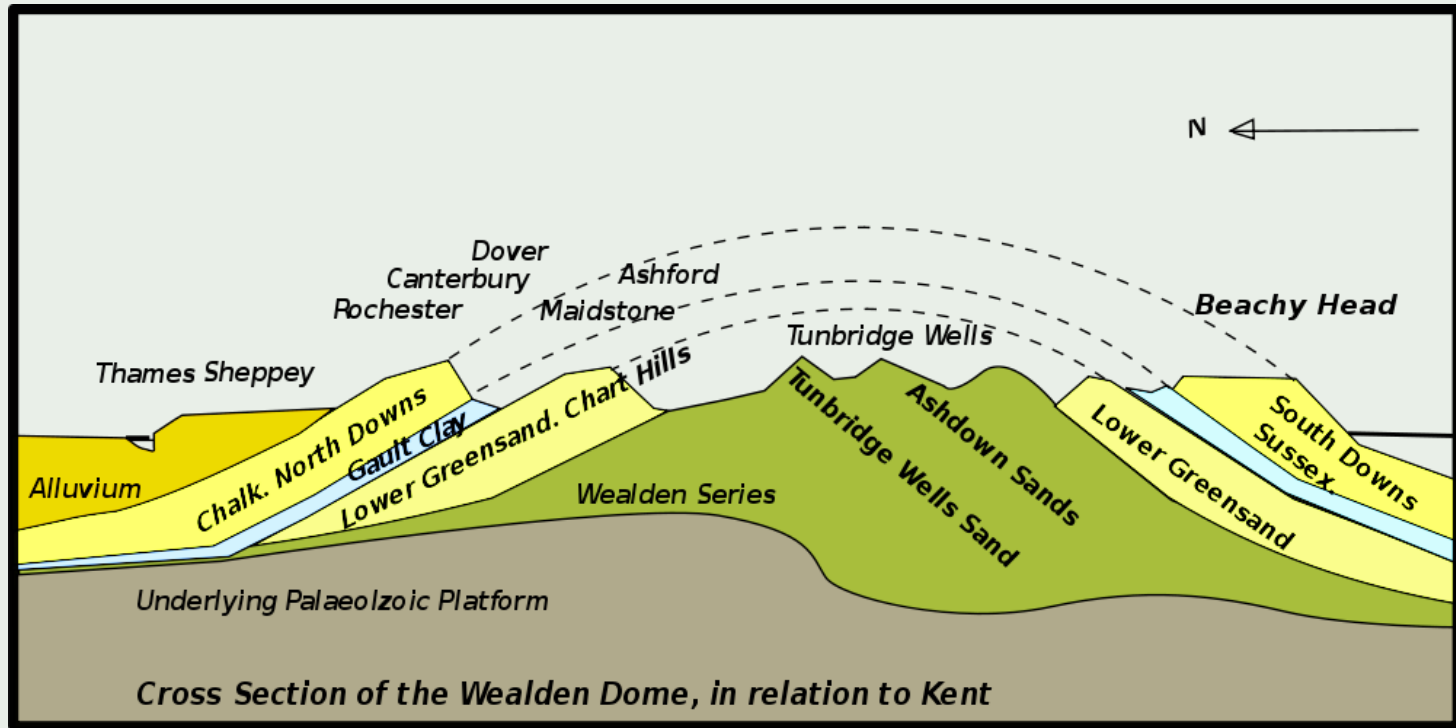 N
Dover
Canterbury
Ashford
Rochester
Maidstone
Beachy Head
Tunbridge Wells
Thames Sheppey
Chalk. North Downs
Gault Clay
Lower Greensand. Chart Hills
Tunbridge Wells Sand
Ashdown Sands
Lower Greensand
South Downs
Sussex.
Alluvium
Wealden Series
Underlying Palaeolzoic Platform
Cross Section of the Wealden Dome, in relation to Kent